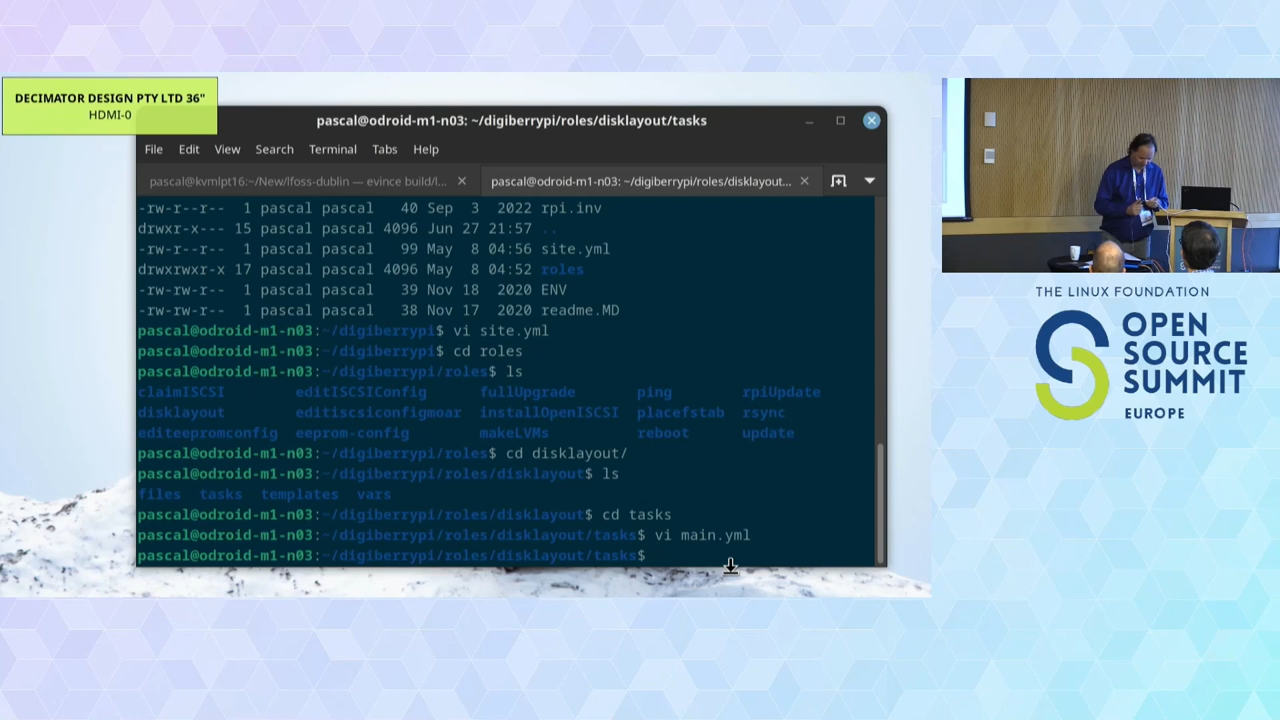 DECIMATOR DESIGN PTY LTD 36"
HDMI-0
pascal@odroid-m1-n03: ~/digiberrypi/roles/disklayout/tasks
File Edit View Search Terminal Tabs Help
pascal@kvmlpt16:~/New/lfoss-dublin — evince build/l...
pascal@odroid-m1-n03: ~/digiberrypi/roles/disklayout...
-rw-r--r-- 1 pascal pascal 40 Sep 3 2022 rpi.inv
drwxr-x--- 15 pascal pascal 4096 Jun 27 21:57 ..
-rw-r--r-- 1 pascal pascal 99 May 8 04:56 site.yml
drwxrwxr-x 17 pascal pascal 4096 May 8 04:52 roles
-rw-rw-r-- 1 pascal pascal 39 Nov 18 2020 ENV
-rw-rw-r-- 1 pascal pascal 38 Nov 17 2020 readme.MD
pascal@odroid-m1-n03:~/digiberrypi$ vi site.yml
pascal@odroid-m1-n03:~/digiberrypi$ cd roles
pascal@odroid-m1-n03:~/digiberrypi/roles$ ls
claimISCSI editISCSIConfig fullUpgrade ping rpiUpdate
disklayout editiscsiconfigmoar installOpenISCSI placefstab rsync
editeepromconfig eeprom-config makeLVMs reboot update
pascal@odroid-m1-n03:~/digiberrypi/roles$ cd disklayout/
pascal@odroid-m1-n03:~/digiberrypi/roles/disklayout$ ls
files tasks templates vars
pascal@odroid-m1-n03:~/digiberrypi/roles/disklayout$ cd tasks
pascal@odroid-m1-n03:~/digiberrypi/roles/disklayout/tasks$ vi main.yml
pascal@odroid-m1-n03:~/digiberrypi/roles/disklayout/tasks$
THE LINUX FOUNDATION
OPEN
SOURCE
SUMMIT
EUROPE